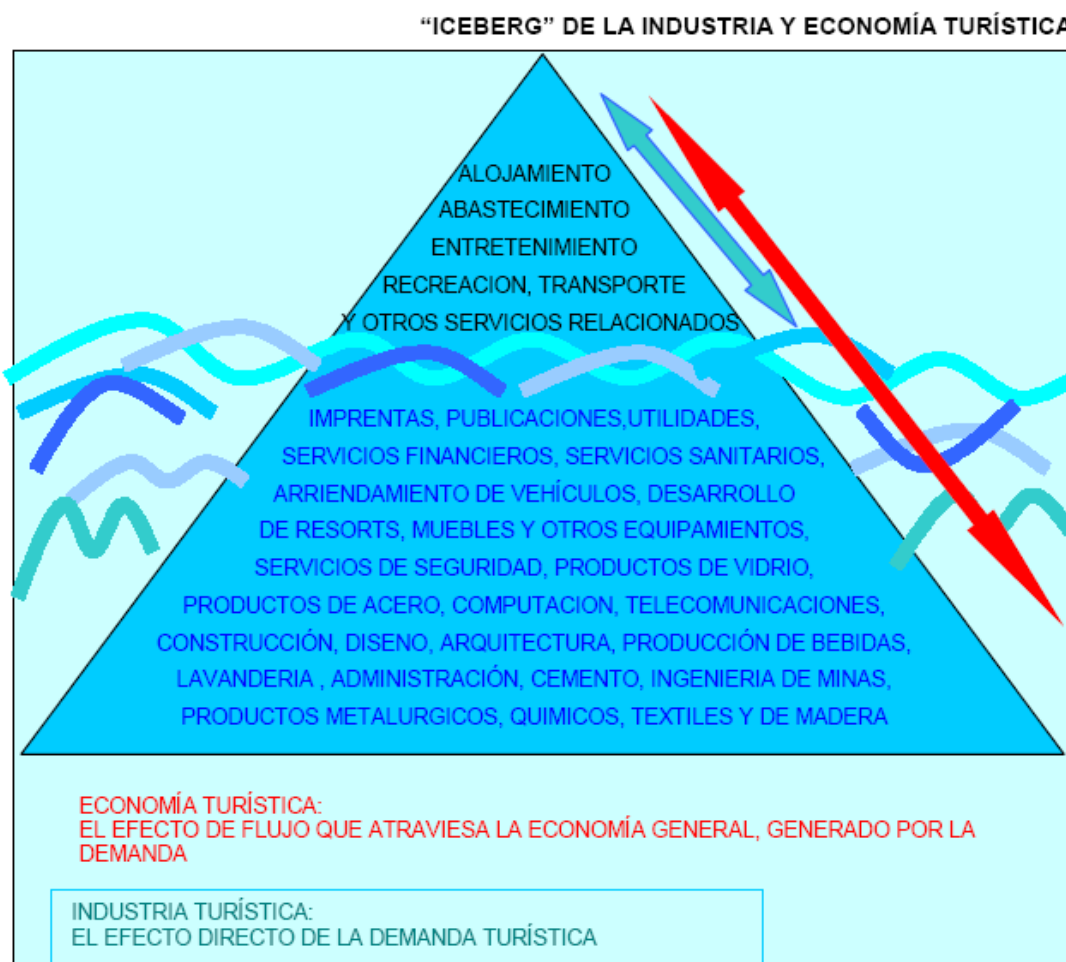 “ICEBERG” DE LA INDUSTRIA Y ECONOMÍA TURÍSTICA
ALOJAMIENTO
ABASTECIMIENTO
ENTRETENIMIENTO
RECREACION, TRANSPORTE
Y OTROS SERVICIOS RELACIONADOS
IMPRENTAS, PUBLICACIONES,UTILIDADES,
SERVICIOS FINANCIEROS, SERVICIOS SANITARIOS,
ARRIENDAMIENTO DE VEHÍCULOS, DESARROLLO
DE RESORTS, MUEBLES Y OTROS EQUIPAMIENTOS,
SERVICIOS DE SEGURIDAD, PRODUCTOS DE VIDRIO,
PRODUCTOS DE ACERO, COMPUTACION, TELECOMUNICACIONES,
CONSTRUCCIÓN, DISENO, ARQUITECTURA, PRODUCCIÓN DE BEBIDAS,
LAVANDERIA , ADMINISTRACIÓN, CEMENTO, INGENIERIA DE MINAS,
PRODUCTOS METALURGICOS, QUIMICOS, TEXTILES Y DE MADERA
ECONOMÍA TURÍSTICA:
EL EFECTO DE FLUJO QUE ATRAVIESA LA ECONOMÍA GENERAL, GENERADO POR LA
DEMANDA
INDUSTRIA TURÍSTICA:
EL EFECTO DIRECTO DE LA DEMANDA TURÍSTICA